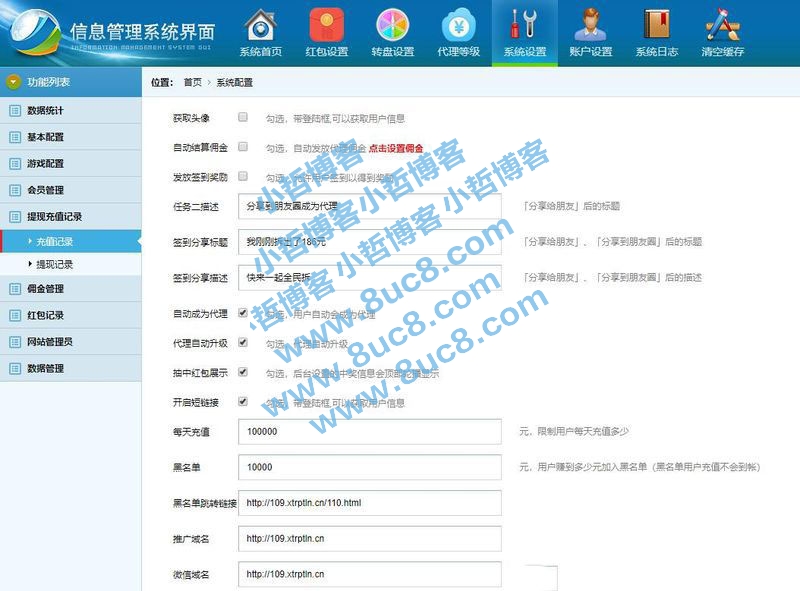 信息管理系统界面
INFORMATION MANAGEMENT SYSTEM GUI
系统首页
红包设置
转盘设置
代理等级
系统设置
账户设置
系统日志
清空缓存
功能列表
位置： 首页 › 系统配置
数据统计
基本配置
游戏配置
会员管理
提现充值记录
充值记录
提现记录
佣金管理
红包记录
网站管理员
数据管理
获取头像 勾选，带登陆框,可以获取用户信息
自动结算佣金 勾选，自动发放代理佣金 点击设置佣金
发放签到奖励 勾选，允许用户签到以得到奖励
任务二描述 分享到朋友圈成为代理 「分享给朋友」后的标题
签到分享标题 我刚刚拆出了186元 「分享给朋友」、「分享到朋友圈」后的标题
签到分享描述 快来一起全民拆 「分享给朋友」、「分享到朋友圈」后的描述
自动成为代理 勾选，用户自动会成为代理
代理自动升级 勾选，代理自动升级
抽中红包展示 勾选，后台设置的中奖信息会顶部轮播显示
开启短链接 勾选，带登陆框,可以获取用户信息
每天充值 100000 元，限制用户每天充值多少
黑名单 10000 元，用户赚到多少元加入黑名单（黑名单用户充值不会到帐）
黑名单跳转链接 http://109.xtrptln.cn/110.html
推广域名 http://109.xtrptln.cn
微信域名 http://109.xtrptln.cn
小哲博客 小哲博客 小哲博客
小哲博客 小哲博客 小哲博客
www.8uc8.com
www.8uc8.com
www.8uc8.com